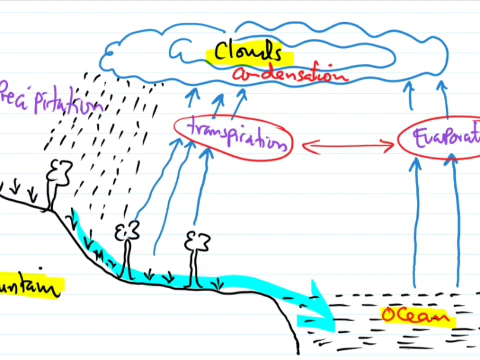 Clouds
condensation
Precipitation
transpiration
Evaporat
untain
Ocean